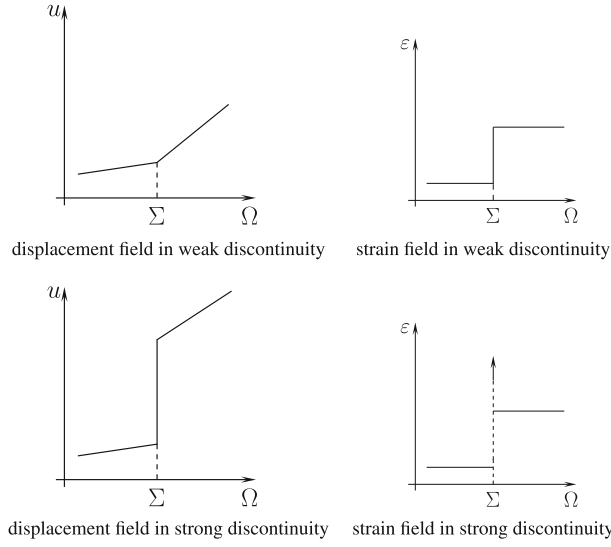 u
ε
Σ
Ω
Σ
Ω
displacement field in weak discontinuity
strain field in weak discontinuity
u
ε
Σ
Ω
Σ
Ω
displacement field in strong discontinuity
strain field in strong discontinuity